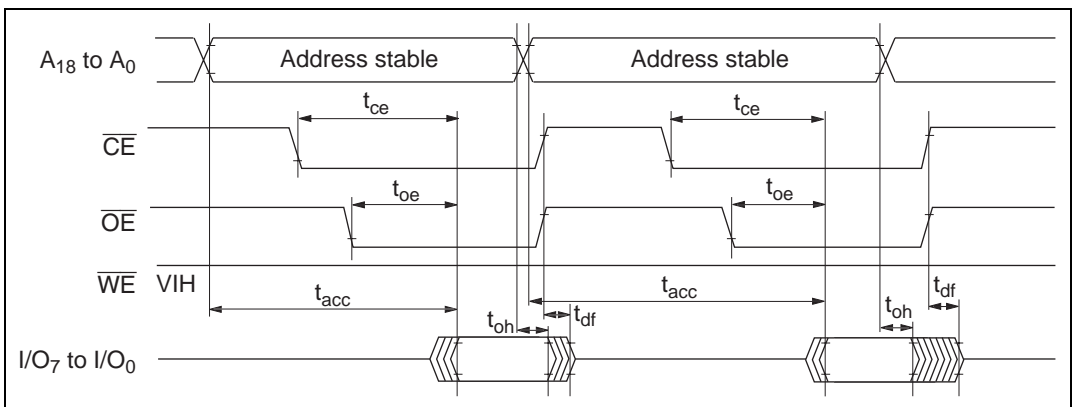 A18 to A0
Address stable
Address stable
tce
tce
CE
toe
toe
OE
WE VIH
tacc
tacc
tdf
tdf
toh
toh
I/O7 to I/O0